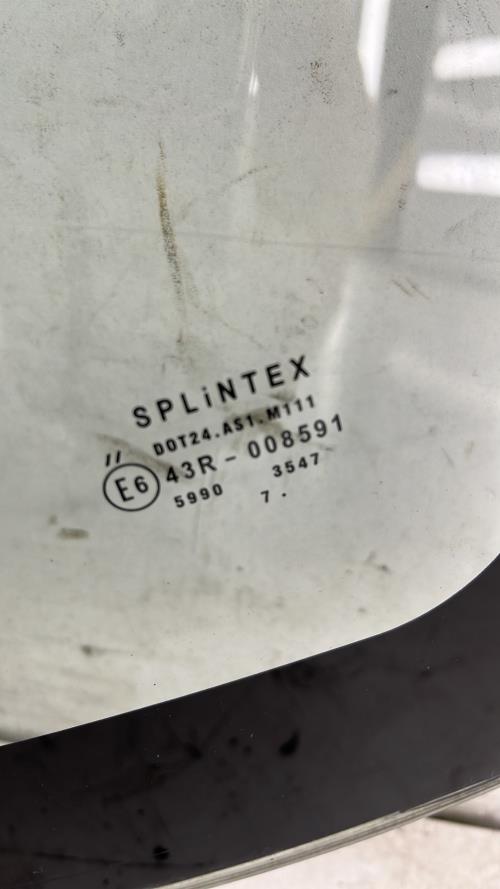 SPLiNTEX
DOT24.AS1.M111
//
E6 43R - 008591
5990 3547
7 .